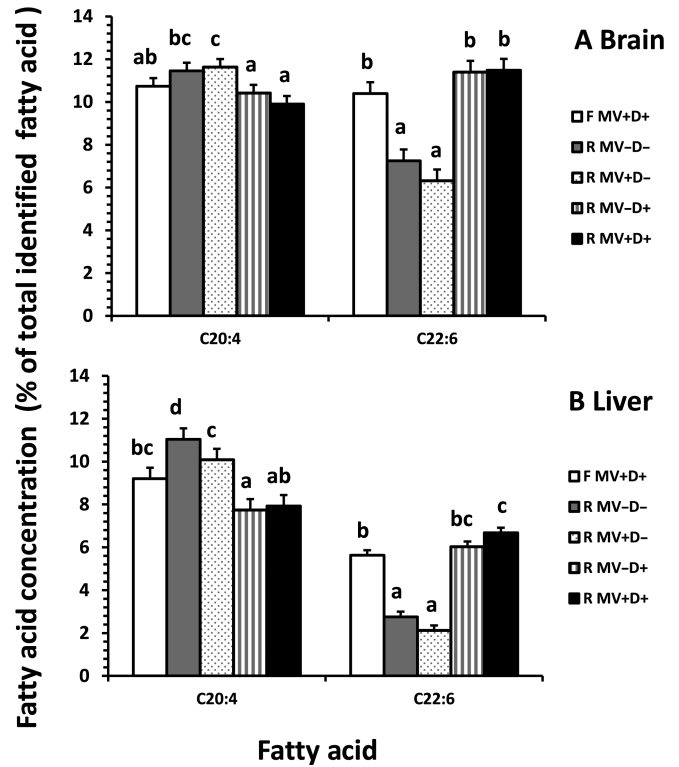 Fatty acid concentration (% of total identified fatty acid )
A Brain
14
12
10
8
6
4
2
0
ab
bc
c
a
a
b
a
a
b
b
C20:4
C22:6
F MV+D+
R MV–D–
R MV+D–
R MV–D+
R MV+D+
B Liver
14
12
10
8
6
4
2
0
bc
d
c
a
ab
b
a
a
bc
c
C20:4
C22:6
F MV+D+
R MV–D–
R MV+D–
R MV–D+
R MV+D+
Fatty acid